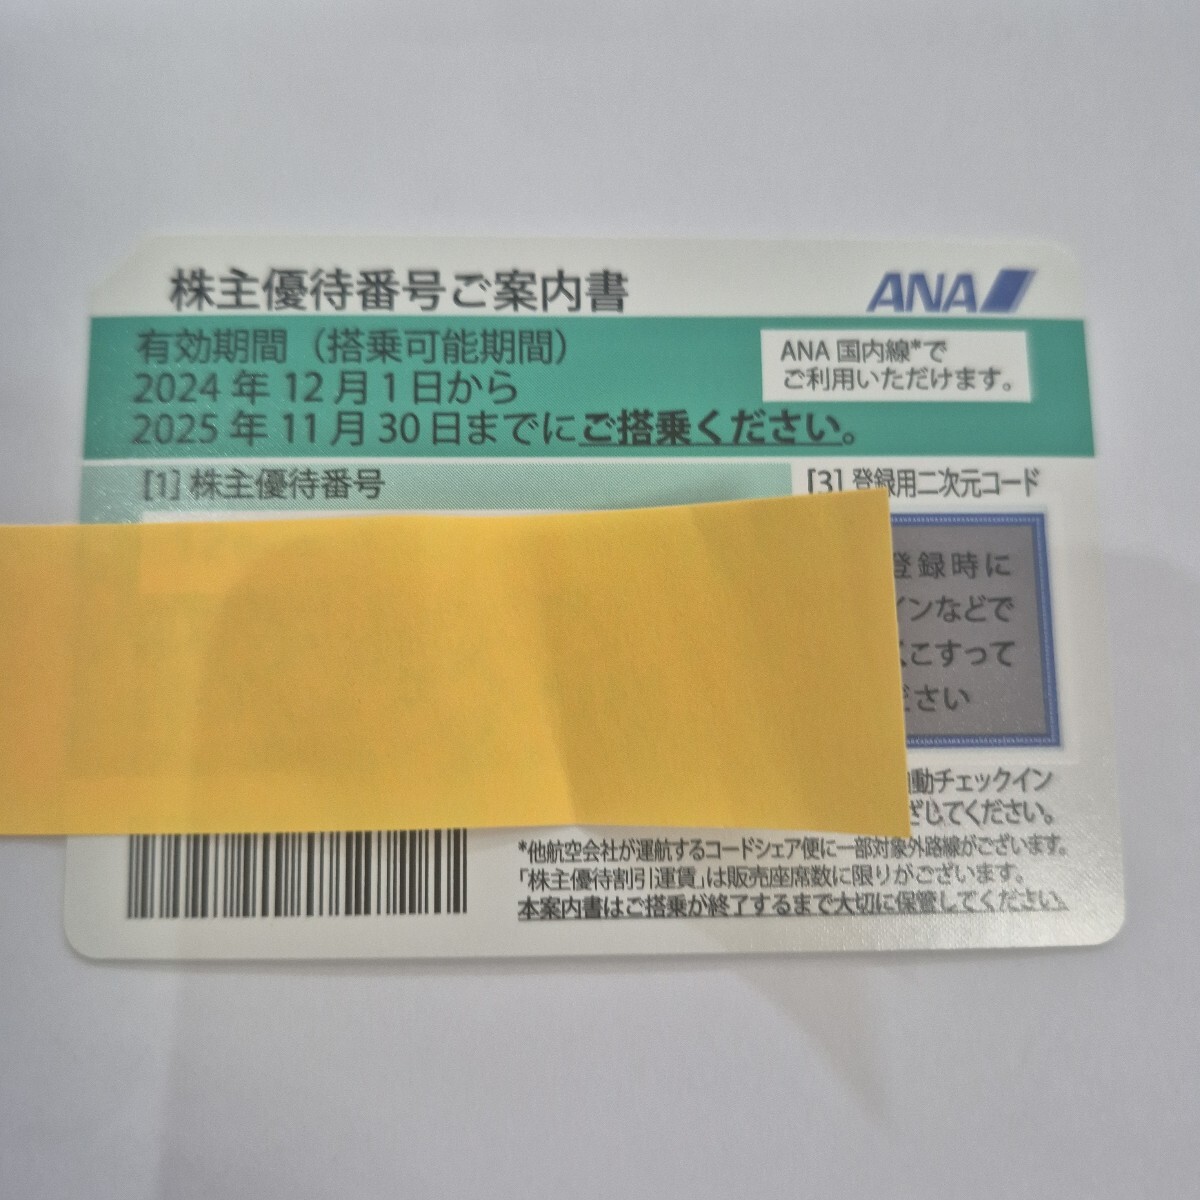 株主優待番号ご案内書
ANA
有効期間（搭乗可能期間）
2024年12月1日から
2025年11月30日までにご搭乗ください。
ANA国内線*で
ご利用いただけます。
[1] 株主優待番号
[3] 登録用二次元コード
登録時に
インなどで
くこすって
ださい
動チェックイン
ざじてください。
*他航空会社が運航するコードシェア便に一部対象外路線がございます。
「株主優待割引運賃」は販売座席数に限りがございます。
本案内書はご搭乗が終了するまで大切に保管してください。